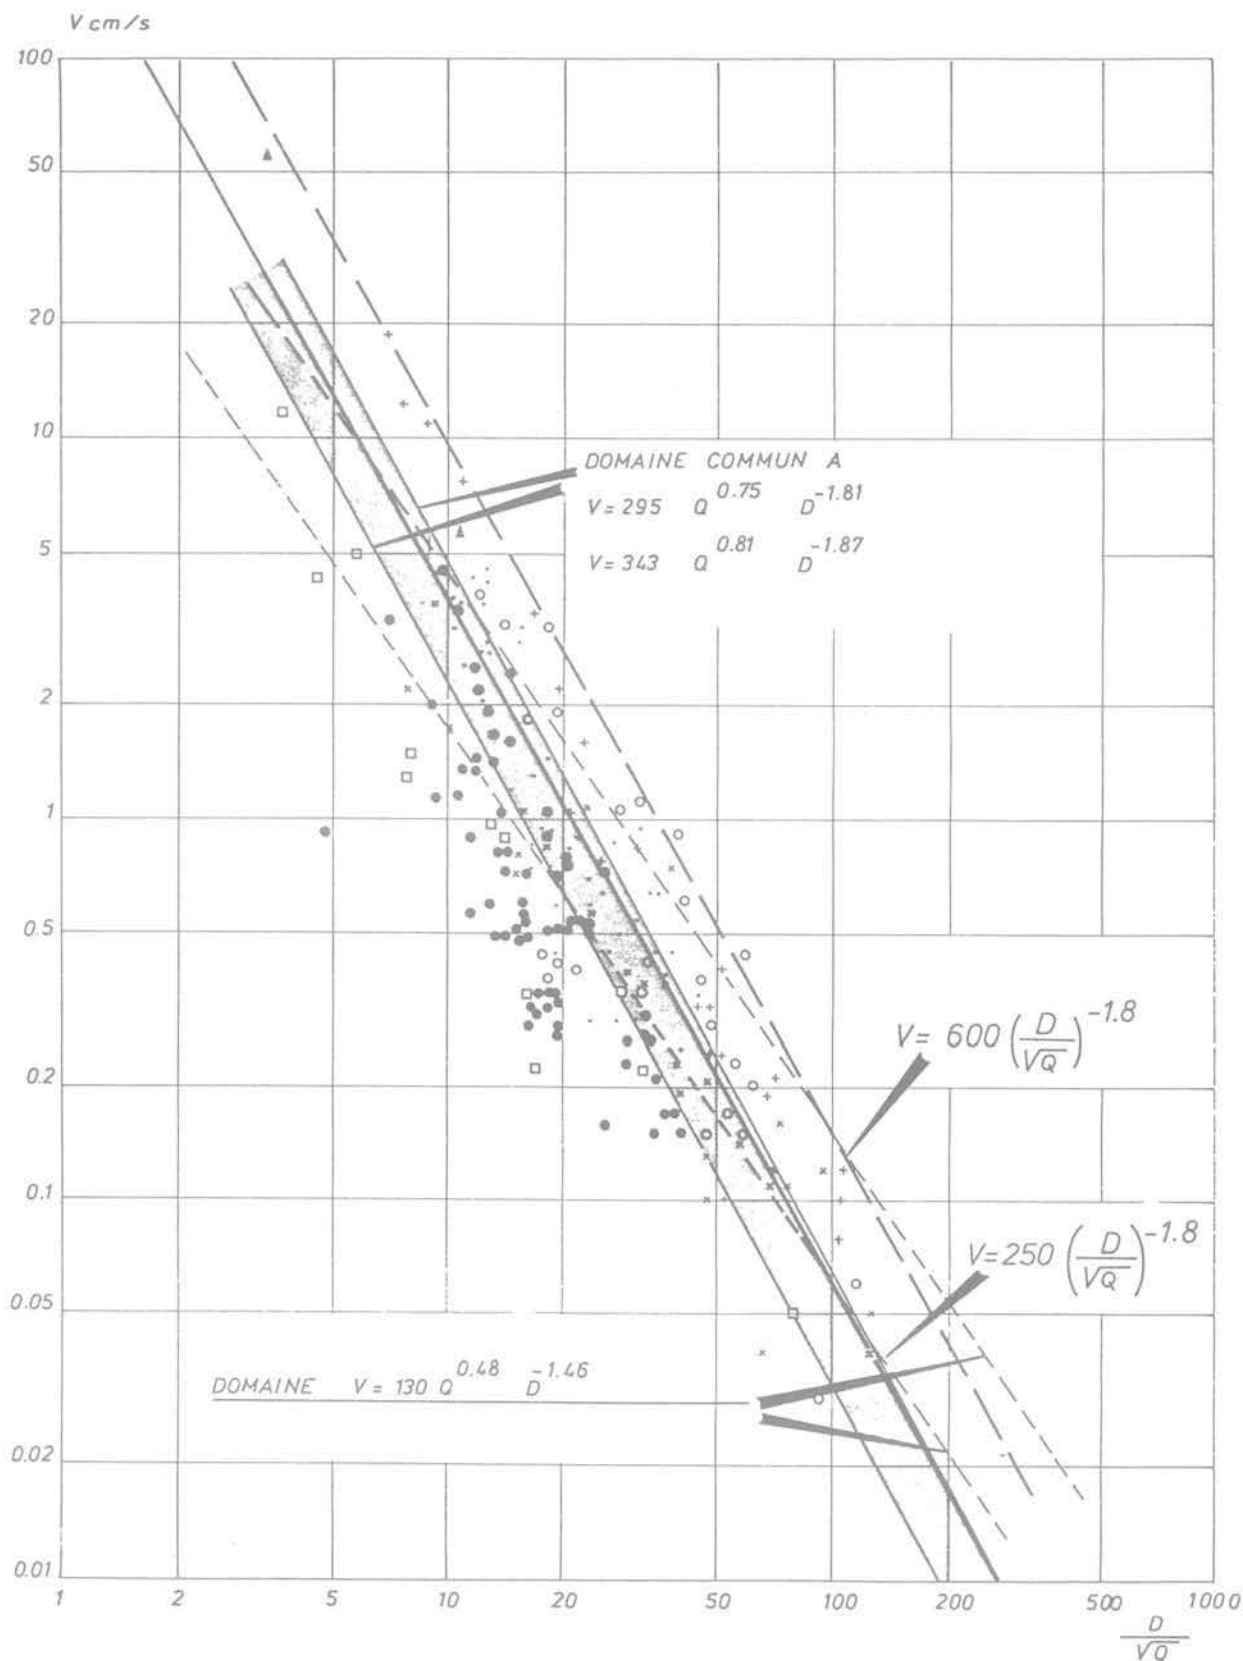 V cm/s
100
50
20
10
5
2
1
0.5
0.2
0.1
0.05
0.02
0.01
DOMAINE COMMUN A
V= 295 Q^0.75 D^-1.81
V= 343 Q^0.81 D^-1.87
V= 600 (D/√Q)^-1.8
V= 250 (D/√Q)^-1.8
DOMAINE V= 130 Q^0.48 D^-1.46
1 2 5 10 20 50 100 200 500 1000
D
√Q